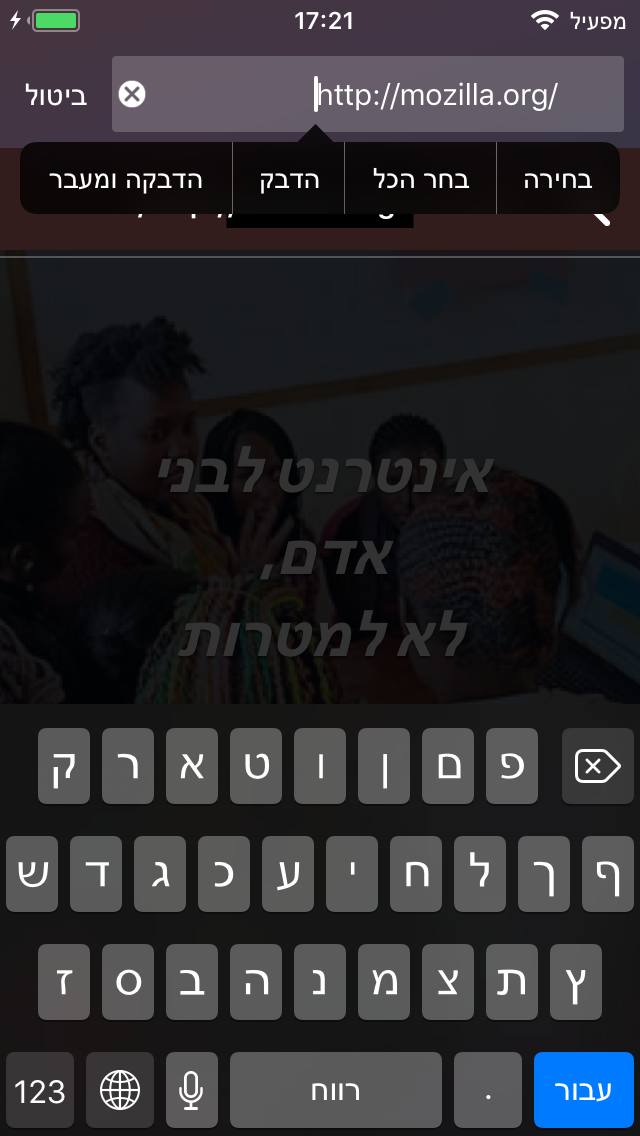 מפעיל 17:21
http://mozilla.org/ ביטול
בחירה בחר הכל הדבק הדבקה ומעבר
אינטרנט לבני
אדם,
לא למטרות
ק ר א ט ו ן ם פ
ש ד ג כ ע י ח ל ך ף
ז ס ב ה נ מ צ ת ץ
123 רווח . עבור